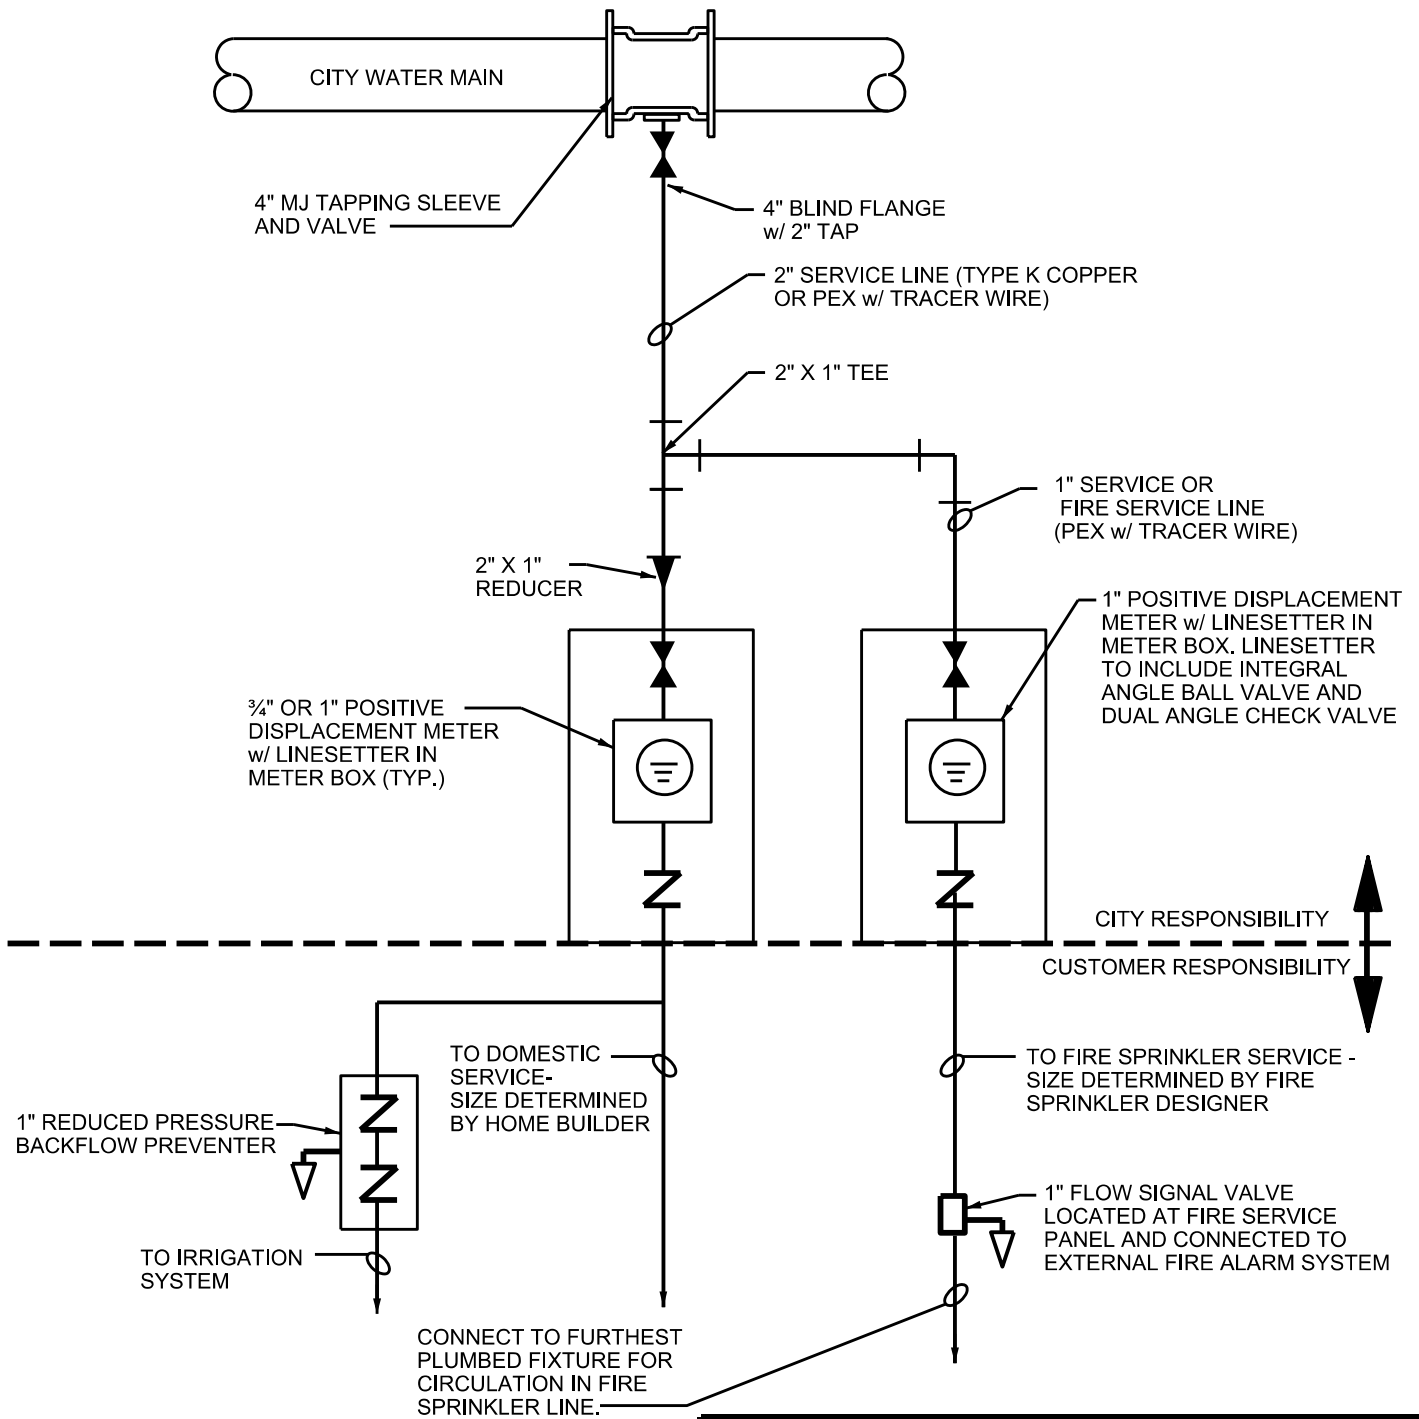 CITY WATER MAIN
4" MJ TAPPING SLEEVE
AND VALVE
4" BLIND FLANGE
w/ 2" TAP
2" SERVICE LINE (TYPE K COPPER
OR PEX w/ TRACER WIRE)
2" X 1" TEE
1" SERVICE OR
FIRE SERVICE LINE
(PEX w/ TRACER WIRE)
2" X 1"
REDUCER
1" POSITIVE DISPLACEMENT
METER w/ LINESETTER IN
METER BOX. LINESETTER
TO INCLUDE INTEGRAL
ANGLE BALL VALVE AND
DUAL ANGLE CHECK VALVE
¾" OR 1" POSITIVE
DISPLACEMENT METER
w/ LINESETTER IN
METER BOX (TYP.)
CITY RESPONSIBILITY
CUSTOMER RESPONSIBILITY
TO DOMESTIC
SERVICE-
SIZE DETERMINED
BY HOME BUILDER
TO FIRE SPRINKLER SERVICE -
SIZE DETERMINED BY FIRE
SPRINKLER DESIGNER
1" REDUCED PRESSURE
BACKFLOW PREVENTER
1" FLOW SIGNAL VALVE
LOCATED AT FIRE SERVICE
PANEL AND CONNECTED TO
EXTERNAL FIRE ALARM SYSTEM
TO IRRIGATION
SYSTEM
CONNECT TO FURTHEST
PLUMBED FIXTURE FOR
CIRCULATION IN FIRE
SPRINKLER LINE.